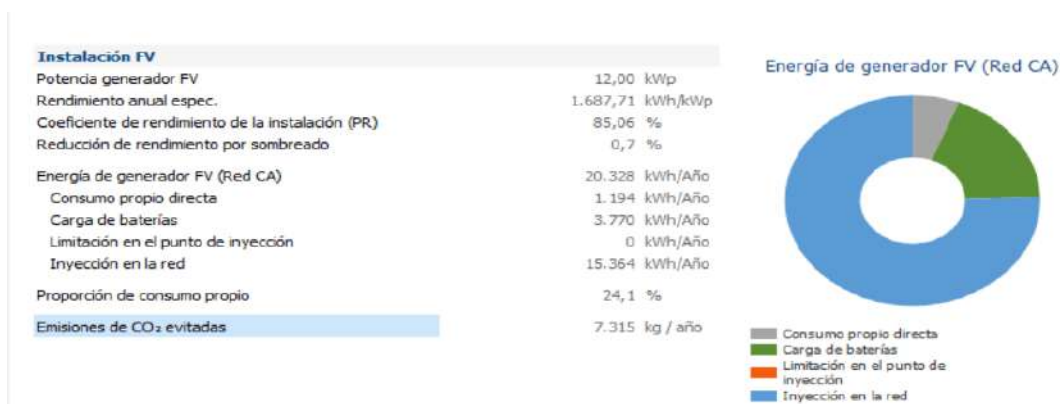 Instalación FV
Potencia generador FV 12,00 kWp
Rendimiento anual espec. 1.687,71 kWh/kWp
Coeficiente de rendimiento de la instalación (PR) 85,06 %
Reducción de rendimiento por sombreado 0,7 %
Energía de generador FV (Red CA) 20.328 kWh/Año
Consumo propio directa 1.194 kWh/Año
Carga de baterías 3.770 kWh/Año
Limitación en el punto de inyección 0 kWh/Año
Inyección en la red 15.364 kWh/Año
Proporción de consumo propio 24,1 %
Emisiones de CO₂ evitadas 7.315 kg / año
Energía de generador FV (Red CA)
Consumo propio directa
Carga de baterías
Limitación en el punto de
inyección
Inyección en la red